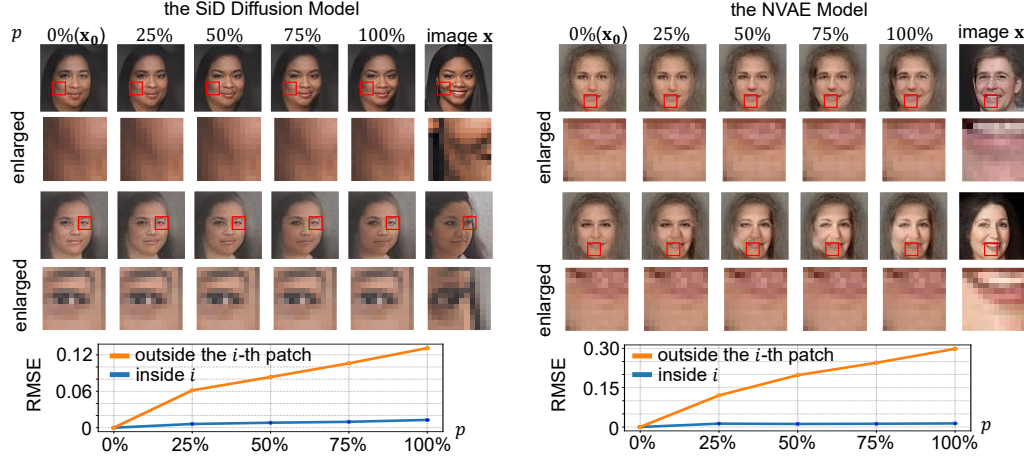 the SiD Diffusion Model
p 0%(x₀) 25% 50% 75% 100% image x
enlarged
enlarged
0.12
0.06
0
RMSE
outside the i-th patch
inside i
0% 25% 50% 75% 100% p
the NVAE Model
p 0%(x₀) 25% 50% 75% 100% image x
enlarged
enlarged
0.30
0.15
0
RMSE
outside the i-th patch
inside i
0% 25% 50% 75% 100% p